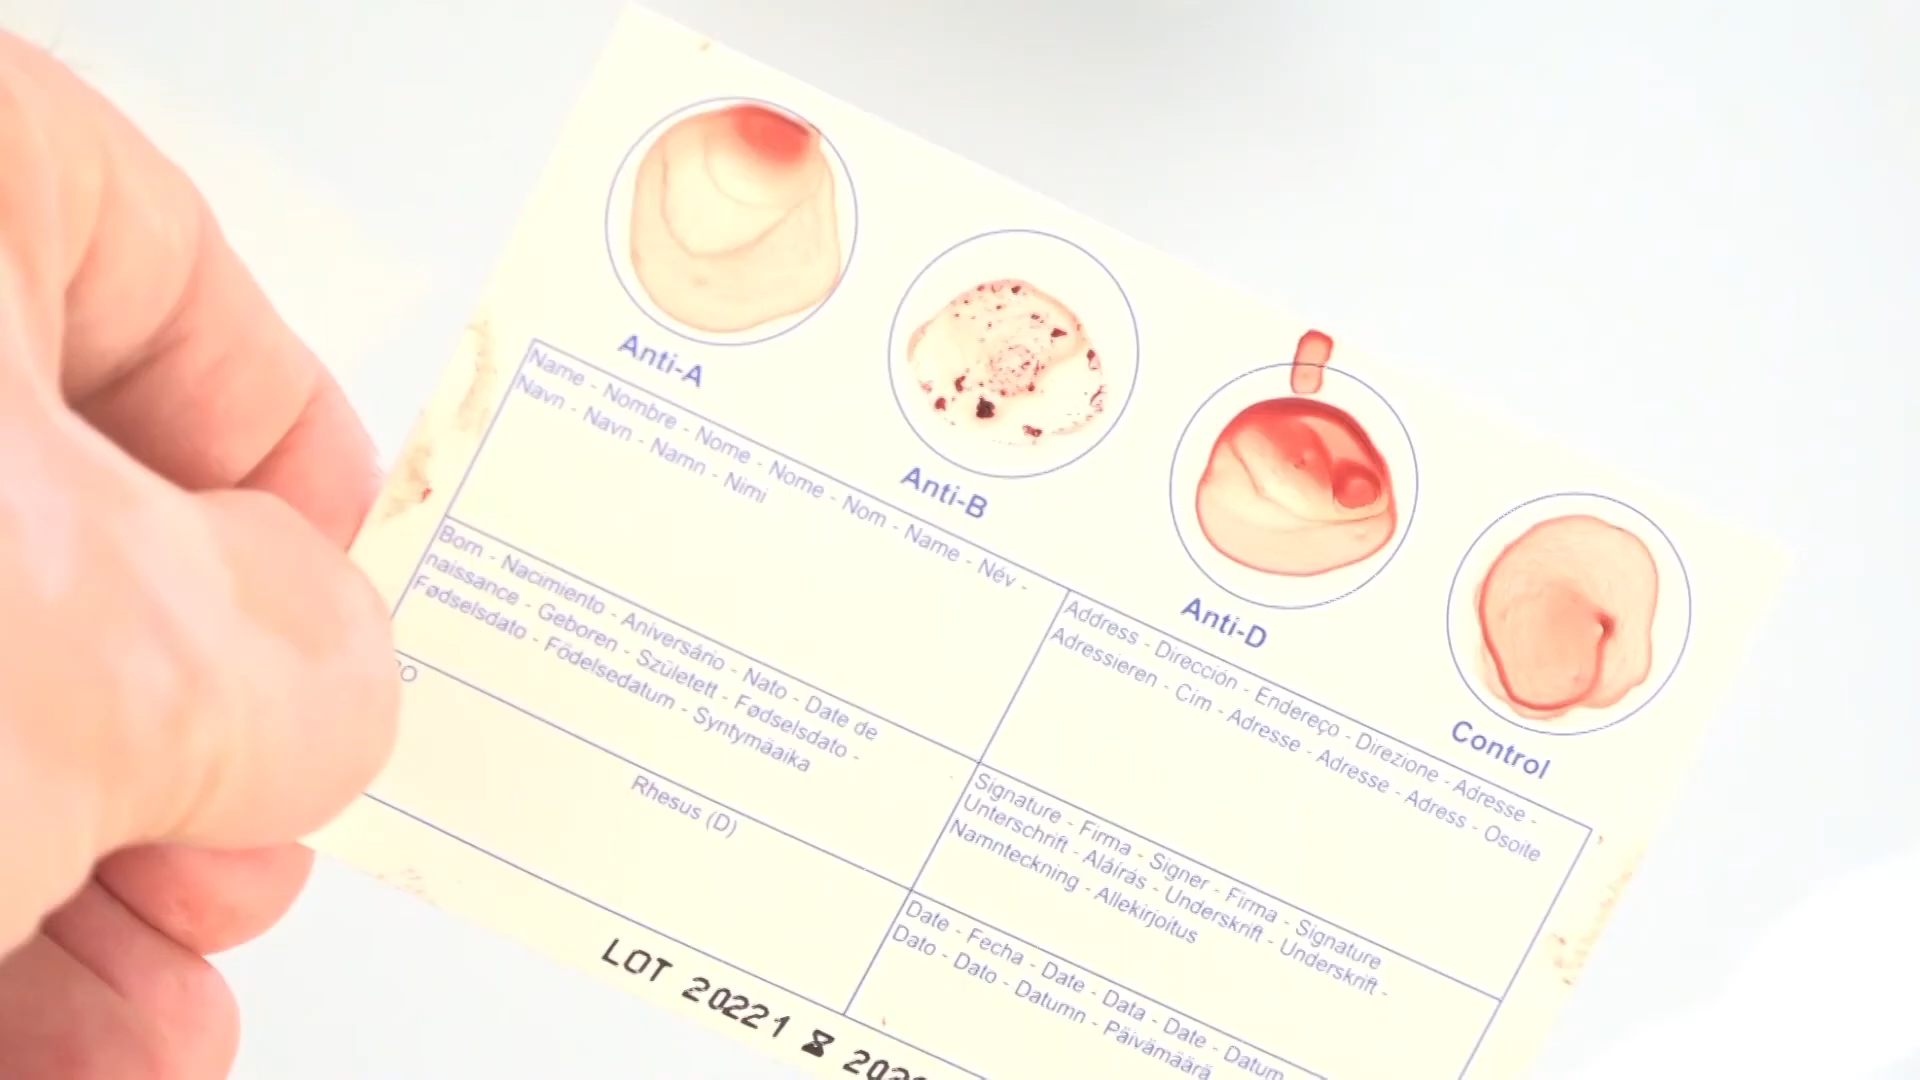 Anti-A
Anti-B
Anti-D
Control
Name - Nombre - Nome - Nome - Nom - Name - Név -
Navn - Navn - Namn - Nimi
Address - Dirección - Endereço - Direzione - Adresse -
Adressieren - Cím - Adresse - Adresse - Adress - Osoite
Born - Nacimiento - Aniversário - Nato - Date de
naissance - Geboren - Született - Fødselsdato -
Fødselsdato - Födelsedatum - Syntymäaika
Signature - Firma - Signer - Firma - Signature
Unterschrift - Aláírás - Underskrift - Underskrift -
Namnteckning - Allekirjoitus
Rhesus (D)
Date - Fecha - Date - Data - Date - Datum
Dato - Dato - Datumn - Päivämäärä
LOT 20221